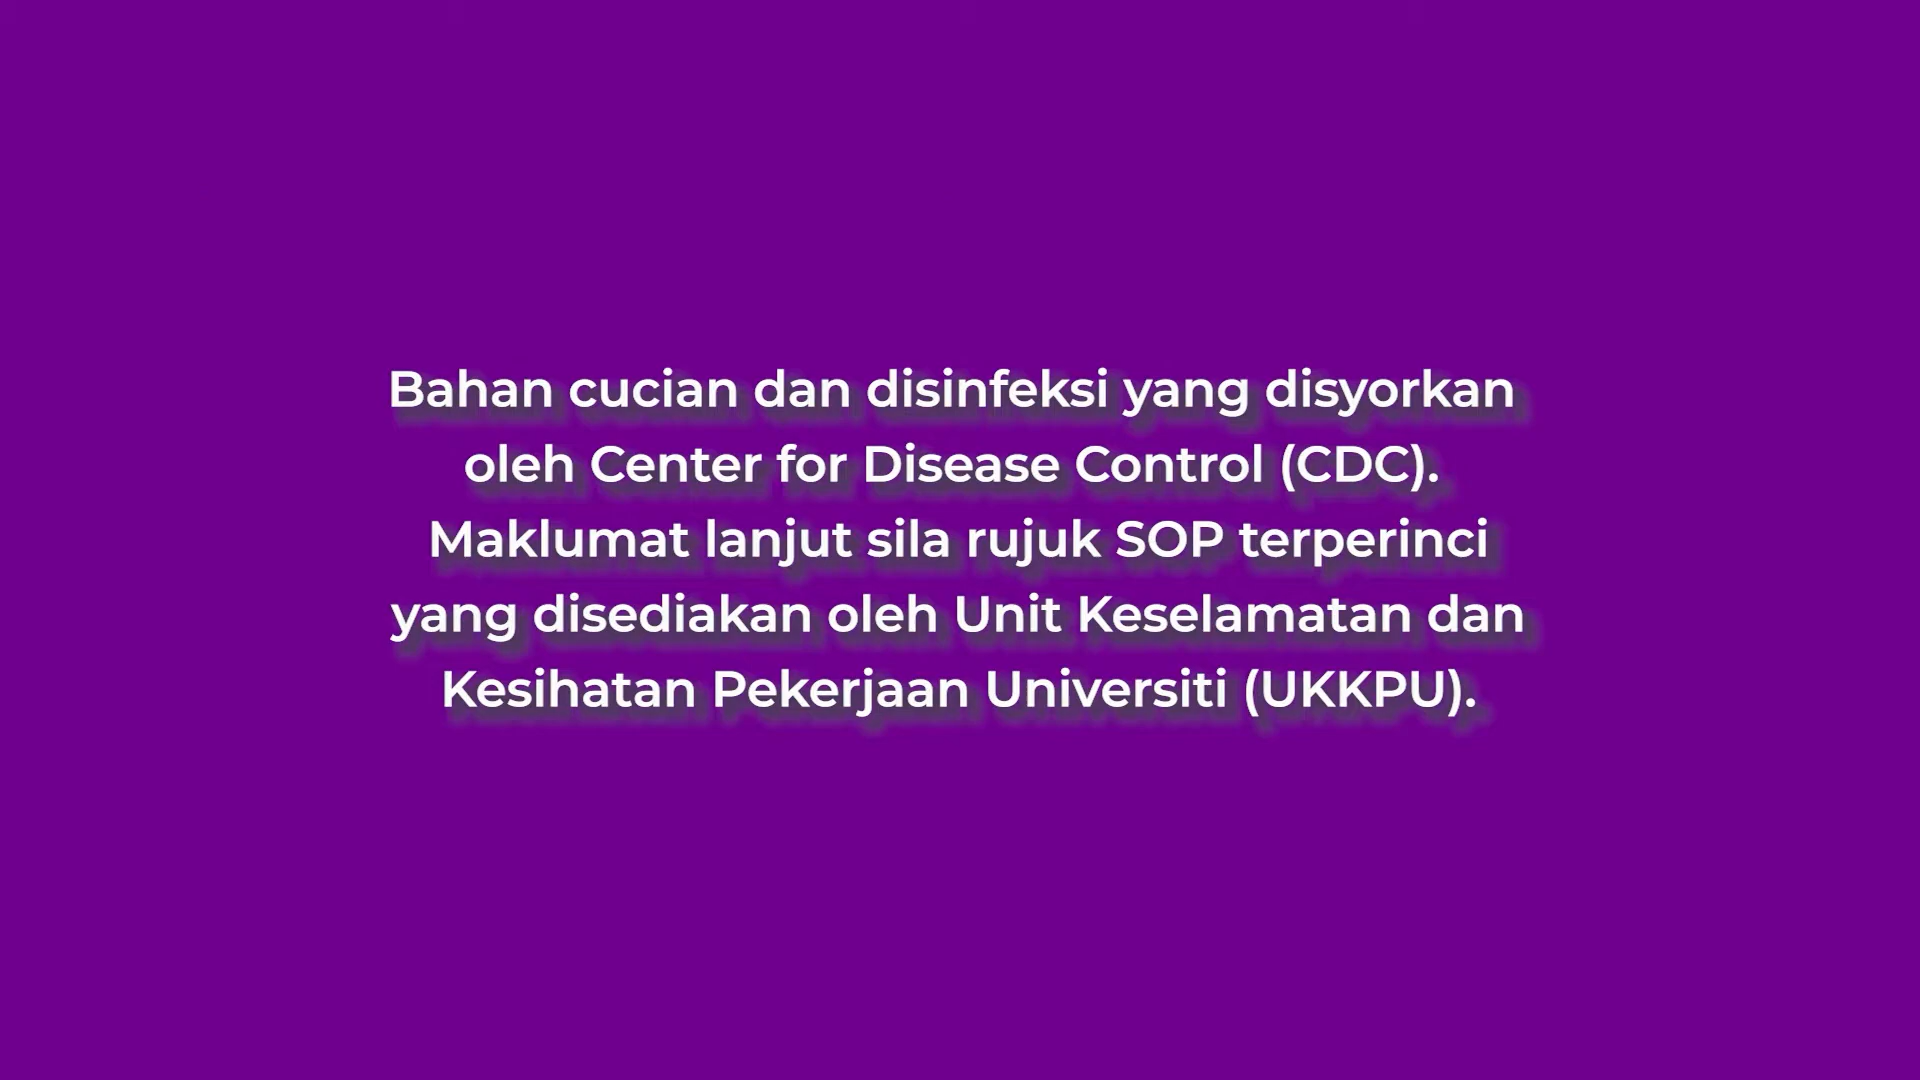 Bahan cucian dan disinfeksi yang disyorkan
oleh Center for Disease Control (CDC).
Maklumat lanjut sila rujuk SOP terperinci
yang disediakan oleh Unit Keselamatan dan
Kesihatan Pekerjaan Universiti (UKKPU).